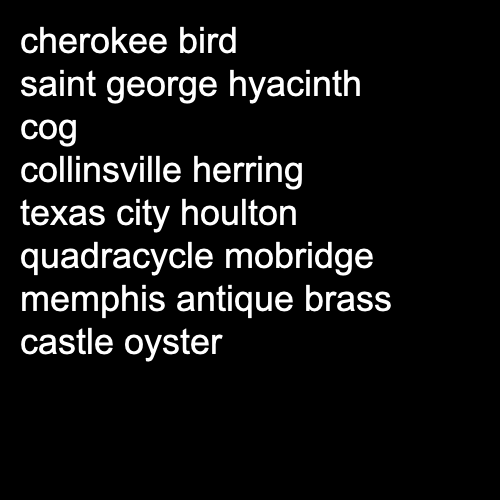 cherokee bird
saint george hyacinth
cog
collinsville herring
texas city houlton
quadracycle mobridge
memphis antique brass
castle oyster